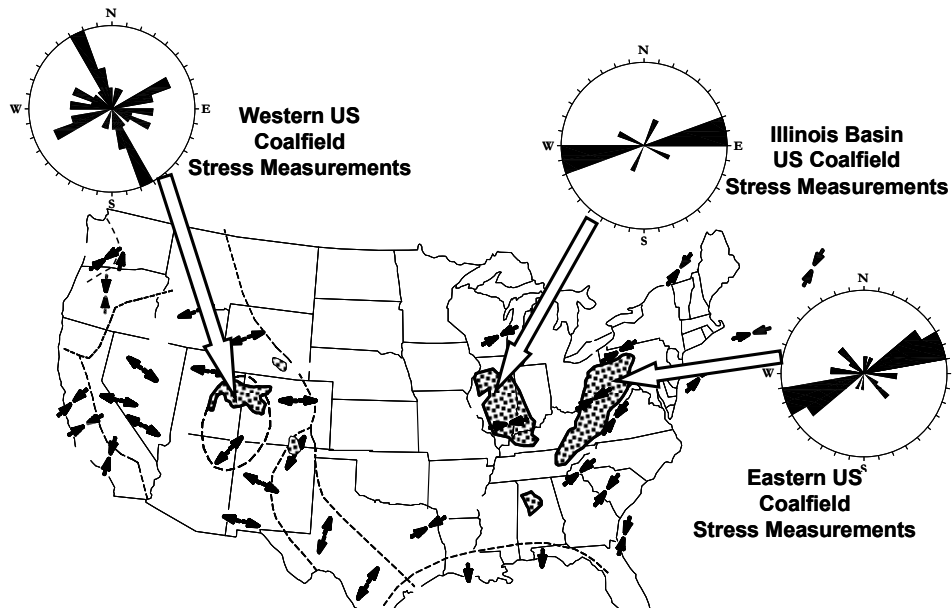 N
W
E
S
Western US
Coalfield
Stress Measurements
N
W
E
S
Illinois Basin
US Coalfield
Stress Measurements
N
W
S
Eastern US
Coalfield
Stress Measurements